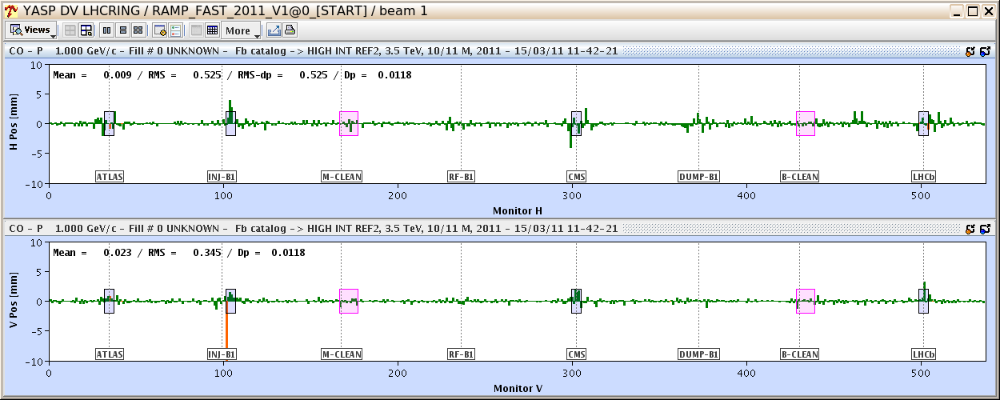 YASP DV LHCRING / RAMP_FAST_2011_V1@0_[START] / beam 1
Views More
CO - P 1.000 GeV/c - Fill # 0 UNKNOWN - Fb catalog -> HIGH INT REF2, 3.5 TeV, 10/11 M, 2011 - 15/03/11 11-42-21
10
5
0
-5
-10
H Pos [mm]
Mean = 0.009 / RMS = 0.525 / RMS-dp = 0.525 / Dp = 0.0118
ATLAS INJ-B1 M-CLEAN RF-B1 CMS DUMP-B1 B-CLEAN LHCb
0 100 200 300 400 500
Monitor H
CO - P 1.000 GeV/c - Fill # 0 UNKNOWN - Fb catalog -> HIGH INT REF2, 3.5 TeV, 10/11 M, 2011 - 15/03/11 11-42-21
10
5
0
-5
-10
V Pos [mm]
Mean = 0.023 / RMS = 0.345 / Dp = 0.0118
ATLAS INJ-B1 M-CLEAN RF-B1 CMS DUMP-B1 B-CLEAN LHCb
0 100 200 300 400 500
Monitor V